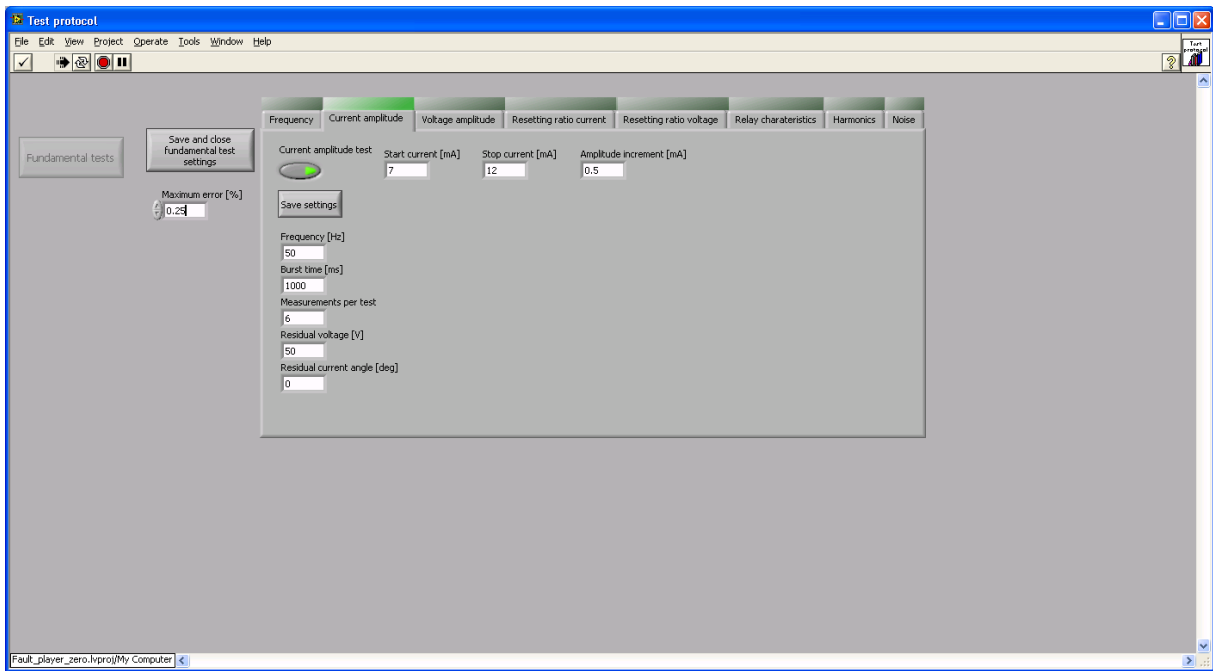 Test protocol
File Edit View Project Operate Tools Window Help
?
Test
protocol
Fundamental tests
Save and close
fundamental test
settings
Maximum error [%]
0.25
Frequency Current amplitude Voltage amplitude Resetting ratio current Resetting ratio voltage Relay charateristics Harmonics Noise
Current amplitude test Start current [mA] Stop current [mA] Amplitude increment [mA]
7 12 0.5
Save settings
Frequency [Hz]
50
Burst time [ms]
1000
Measurements per test
6
Residual voltage [V]
50
Residual current angle [deg]
0
Fault_player_zero.lvproj/My Computer